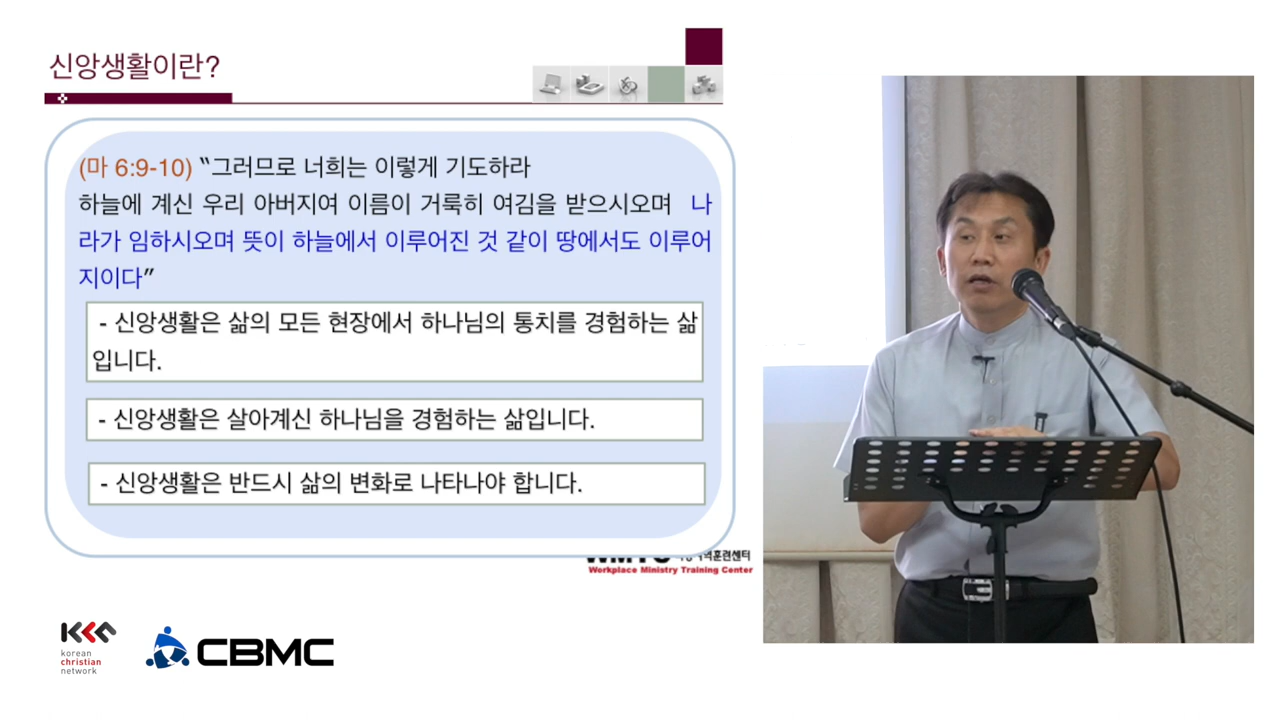 신앙생활이란?
(마 6:9-10) “그러므로 너희는 이렇게 기도하라
하늘에 계신 우리 아버지여 이름이 거룩히 여김을 받으시오며 나
라가 임하시오며 뜻이 하늘에서 이루어진 것 같이 땅에서도 이루어
지이다”
- 신앙생활은 삶의 모든 현장에서 하나님의 통치를 경험하는 삶
입니다.
- 신앙생활은 살아계신 하나님을 경험하는 삶입니다.
- 신앙생활은 반드시 삶의 변화로 나타나야 합니다.
훈련센터
Workplace Ministry Training Center
kcn
korean
christian
network
CBMC